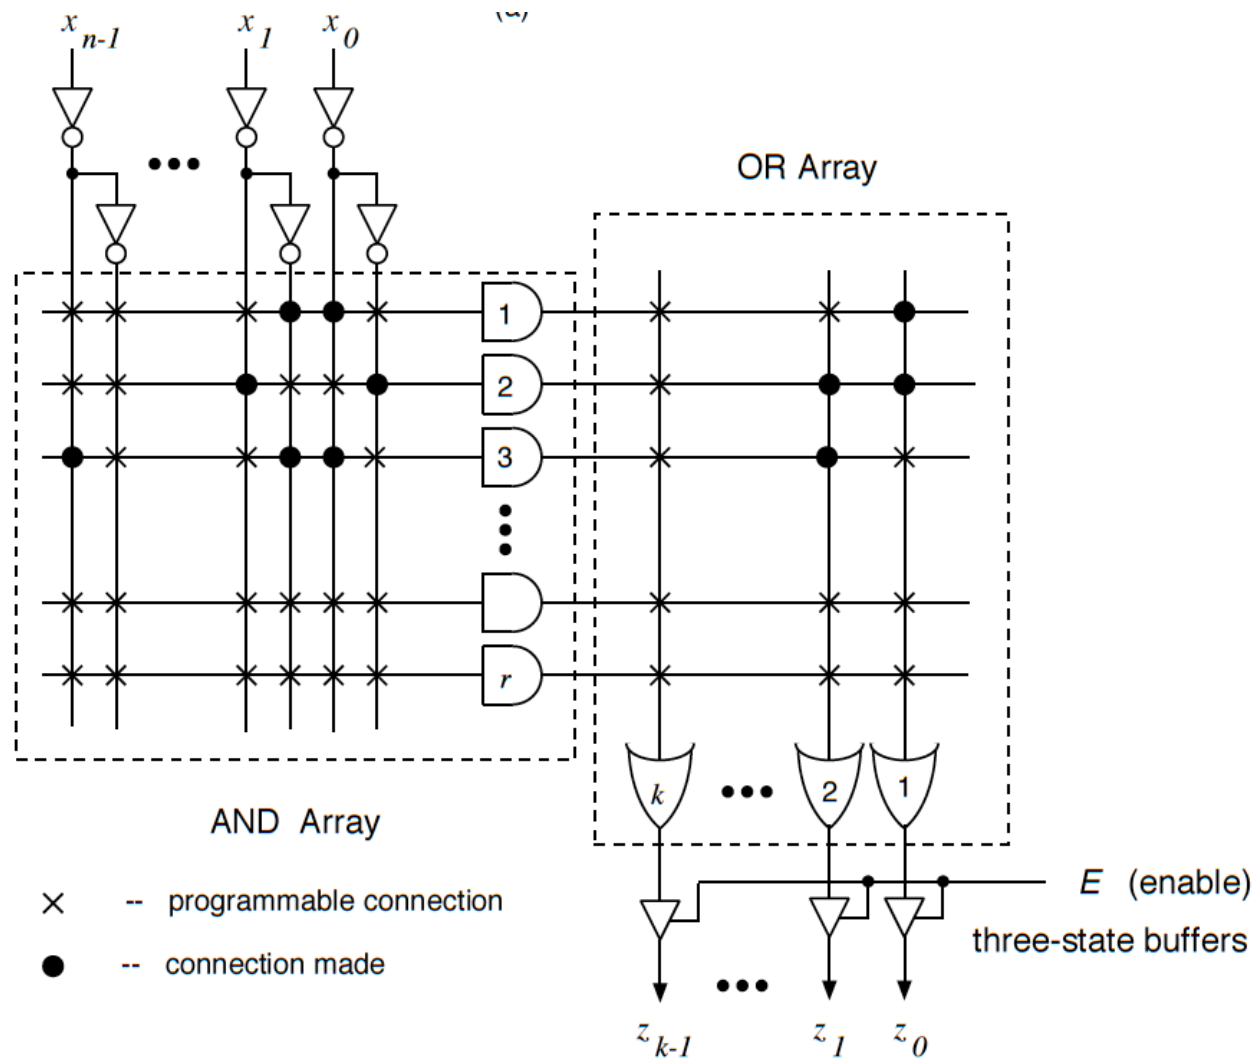 (a)
x n-1 x 1 x 0
OR Array
1
2
3
r
k 2 1
AND Array
× -- programmable connection
● -- connection made
E (enable)
three-state buffers
z k-1 z 1 z 0